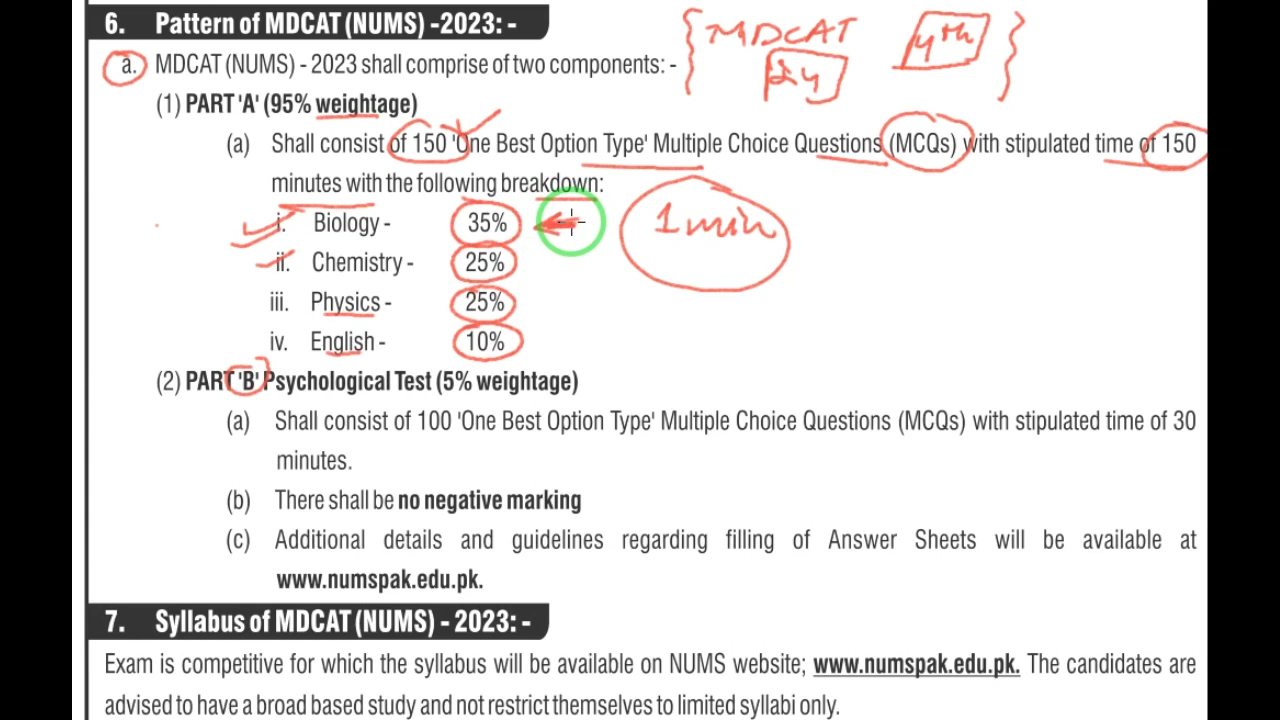 6. Pattern of MDCAT (NUMS) -2023: -
MDCAT 4th
24
a. MDCAT (NUMS) - 2023 shall comprise of two components: -
(1) PART 'A' (95% weightage)
(a) Shall consist of 150 'One Best Option Type' Multiple Choice Questions (MCQs) with stipulated time of 150
minutes with the following breakdown:
i. Biology - 35%
1 min
ii. Chemistry - 25%
iii. Physics - 25%
iv. English - 10%
(2) PART 'B' Psychological Test (5% weightage)
(a) Shall consist of 100 'One Best Option Type' Multiple Choice Questions (MCQs) with stipulated time of 30
minutes.
(b) There shall be no negative marking
(c) Additional details and guidelines regarding filling of Answer Sheets will be available at
www.numspak.edu.pk.
7. Syllabus of MDCAT (NUMS) - 2023: -
Exam is competitive for which the syllabus will be available on NUMS website; www.numspak.edu.pk. The candidates are
advised to have a broad based study and not restrict themselves to limited syllabi only.